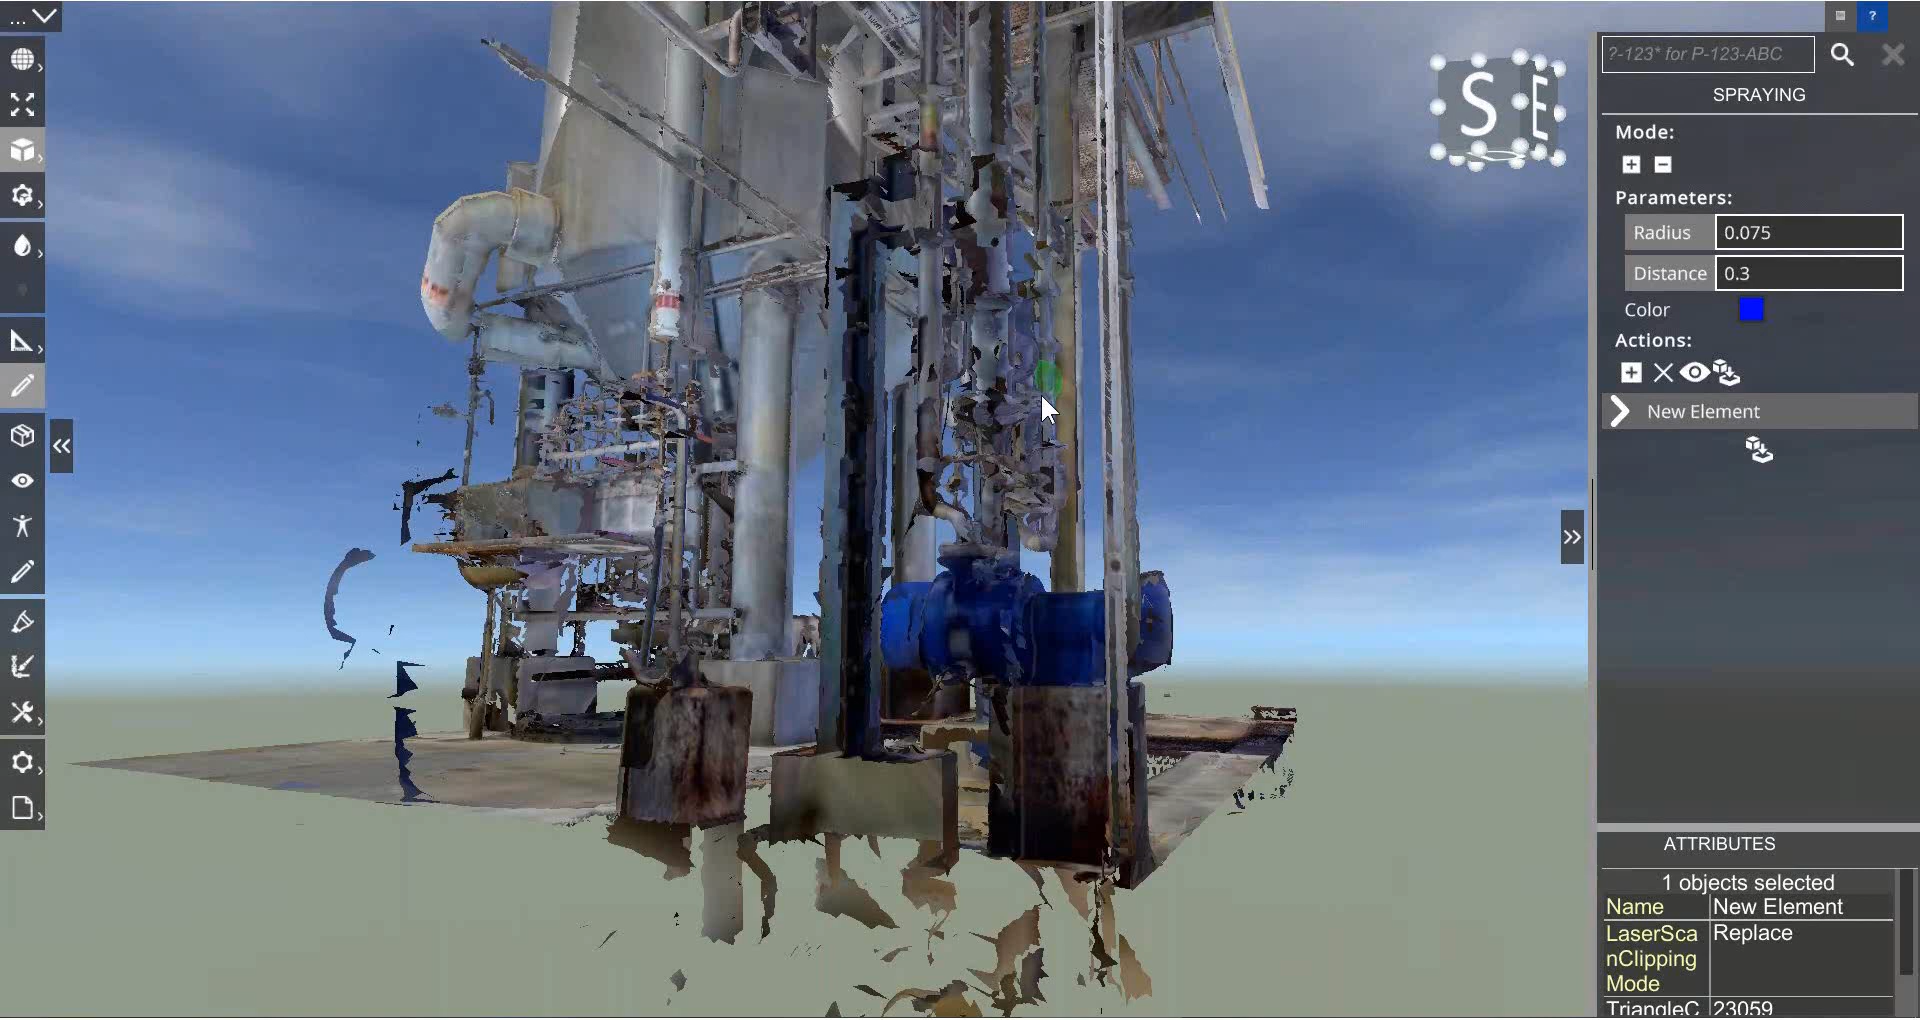 ...
?
?-123* for P-123-ABC
SPRAYING
S E
Mode:
Parameters:
Radius 0.075
Distance 0.3
Color
Actions:
New Element
ATTRIBUTES
1 objects selected
Name New Element
LaserSca Replace
nClipping
Mode
TriangleC 23059